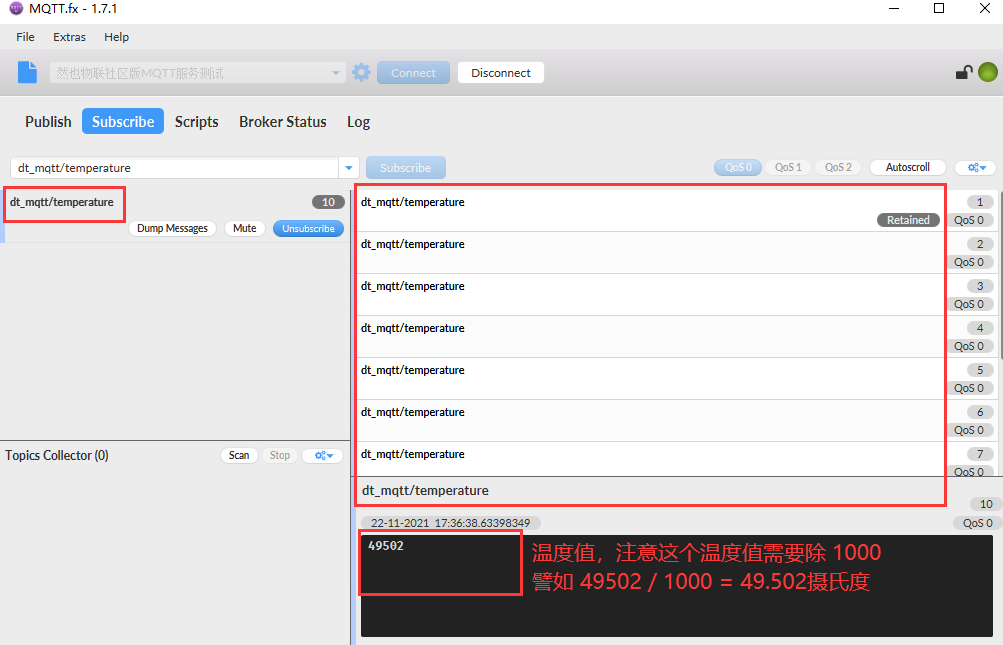 MQTT.fx - 1.7.1
File Extras Help
然也物联社区版MQTT服务测试 Connect Disconnect
Publish Subscribe Scripts Broker Status Log
dt_mqtt/temperature Subscribe QoS 0 QoS 1 QoS 2 Autoscroll
dt_mqtt/temperature 10
Dump Messages Mute Unsubscribe
dt_mqtt/temperature 1
Retained QoS 0
dt_mqtt/temperature 2
QoS 0
dt_mqtt/temperature 3
QoS 0
dt_mqtt/temperature 4
QoS 0
dt_mqtt/temperature 5
QoS 0
dt_mqtt/temperature 6
QoS 0
dt_mqtt/temperature 7
QoS 0
Topics Collector (0) Scan Stop
dt_mqtt/temperature
10
22-11-2021 17:36:38.63398349 QoS 0
49502
温度值，注意这个温度值需要除 1000
譬如 49502 / 1000 = 49.502摄氏度